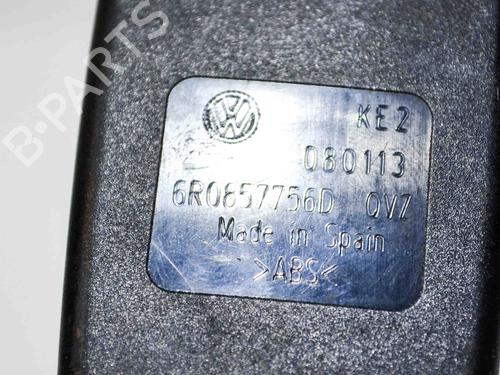 B-PARTS
KE2
080113
6R0857756D QVZ
Made in Spain
>ABS<